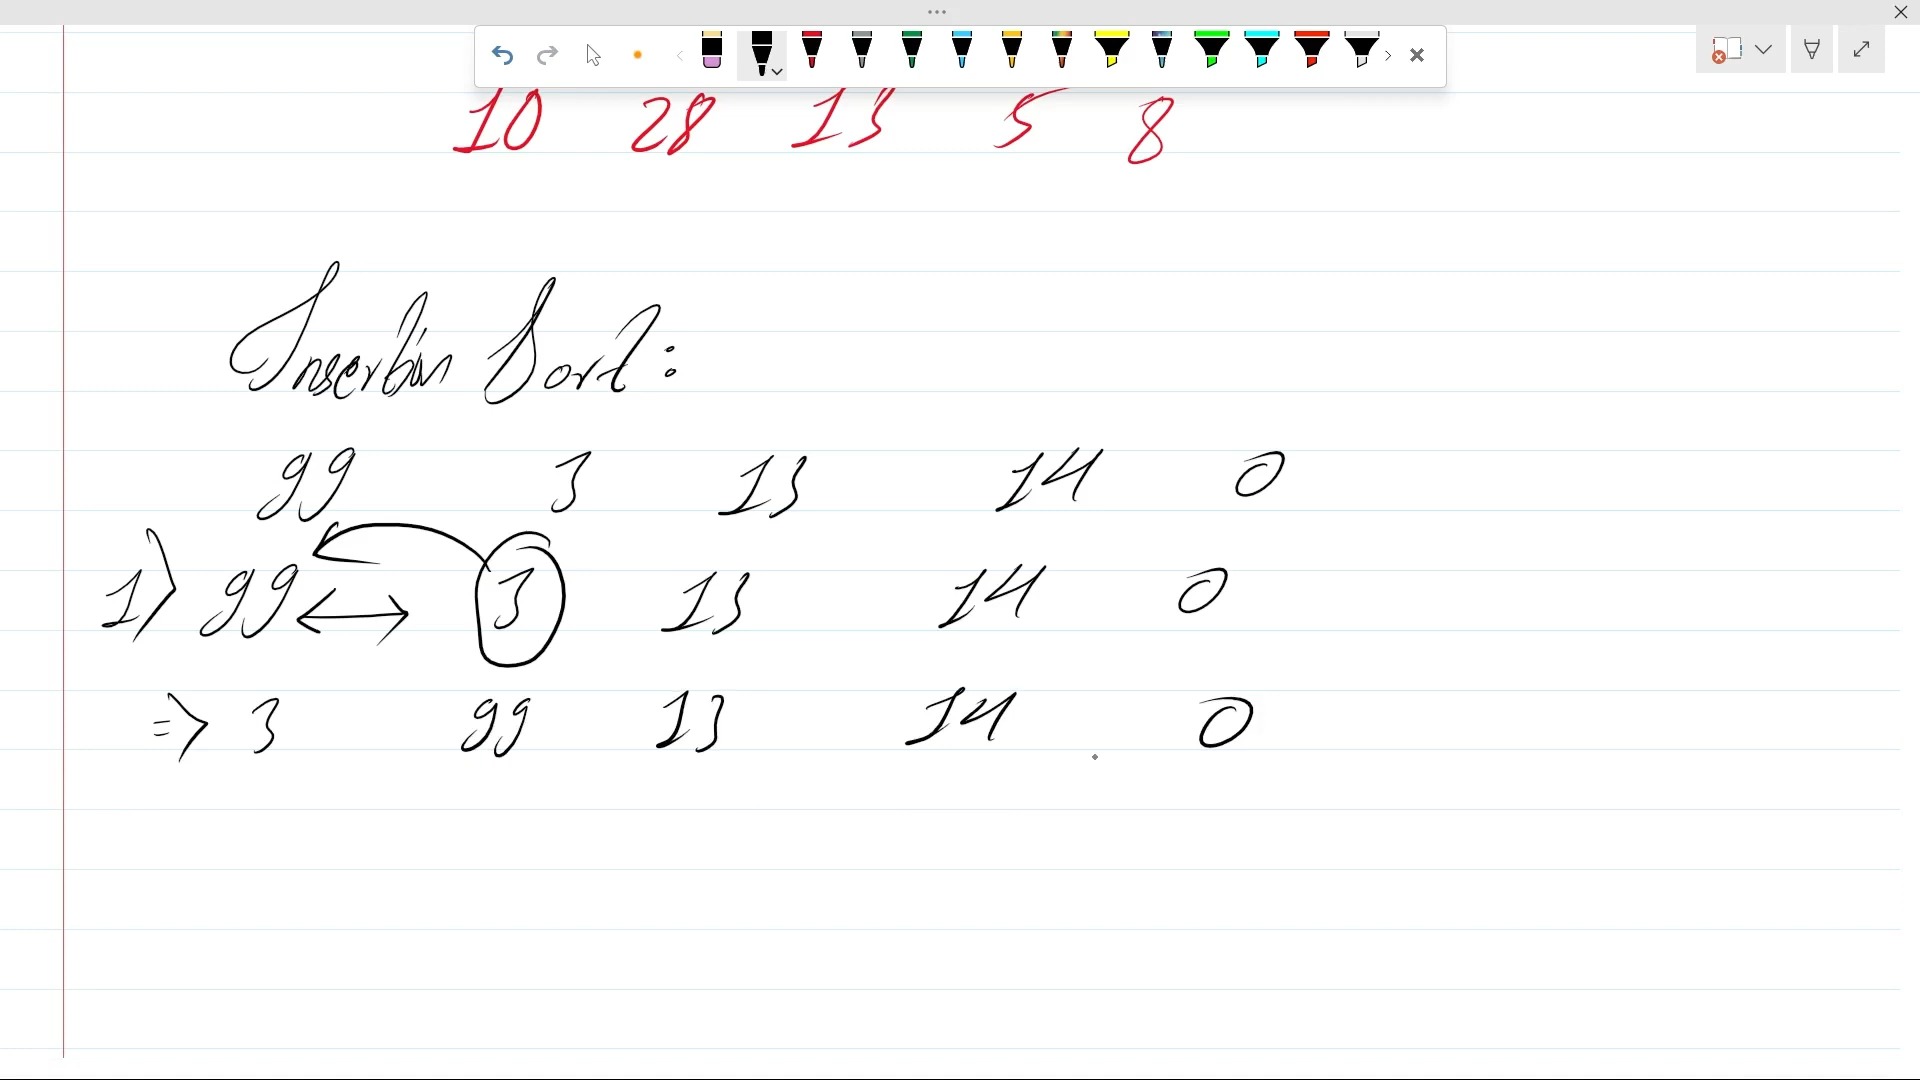 10 28 13 5 8
Insertion Sort:
99 3 13 14 0
1) 99 3 13 14 0
=> 3 99 13 14 0